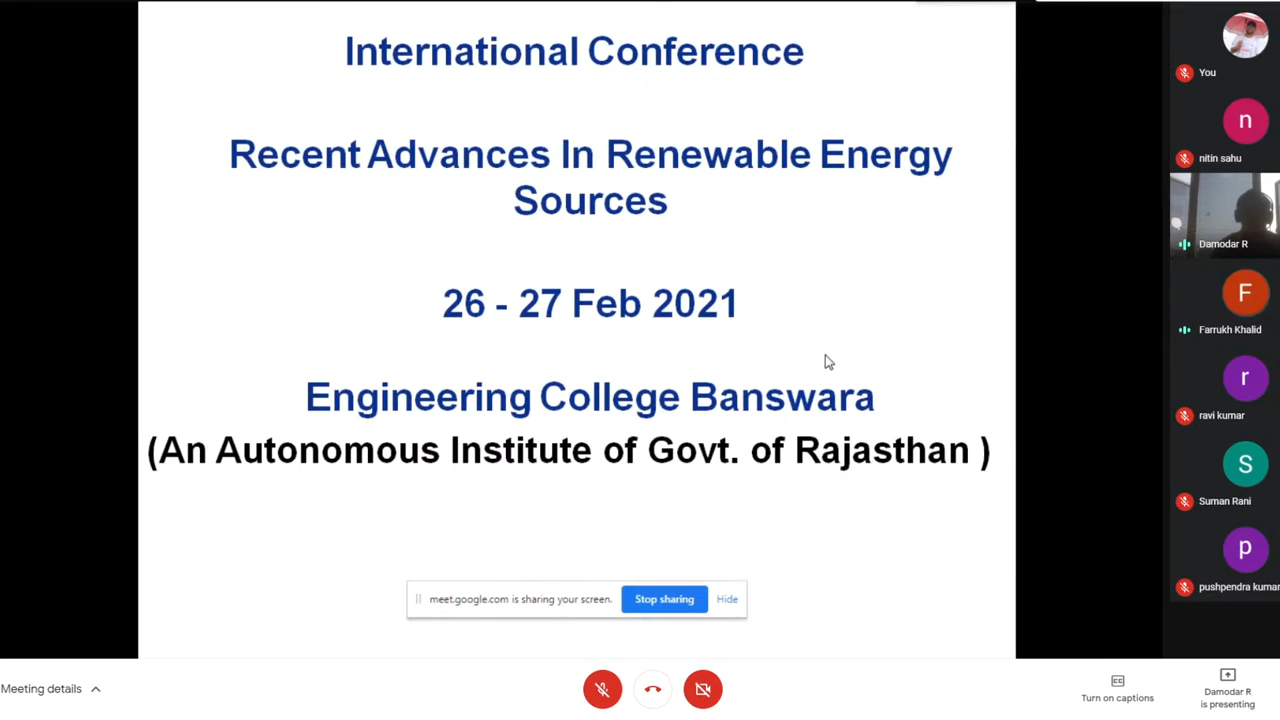 International Conference
Recent Advances In Renewable Energy
Sources
26 - 27 Feb 2021
Engineering College Banswara
(An Autonomous Institute of Govt. of Rajasthan )
meet.google.com is sharing your screen.
Stop sharing
Hide
You
n
nitin sahu
Damodar R
F
Farrukh Khalid
r
ravi kumar
S
Suman Rani
p
pushpendra kumar
Meeting details
CC
Turn on captions
Damodar R
is presenting